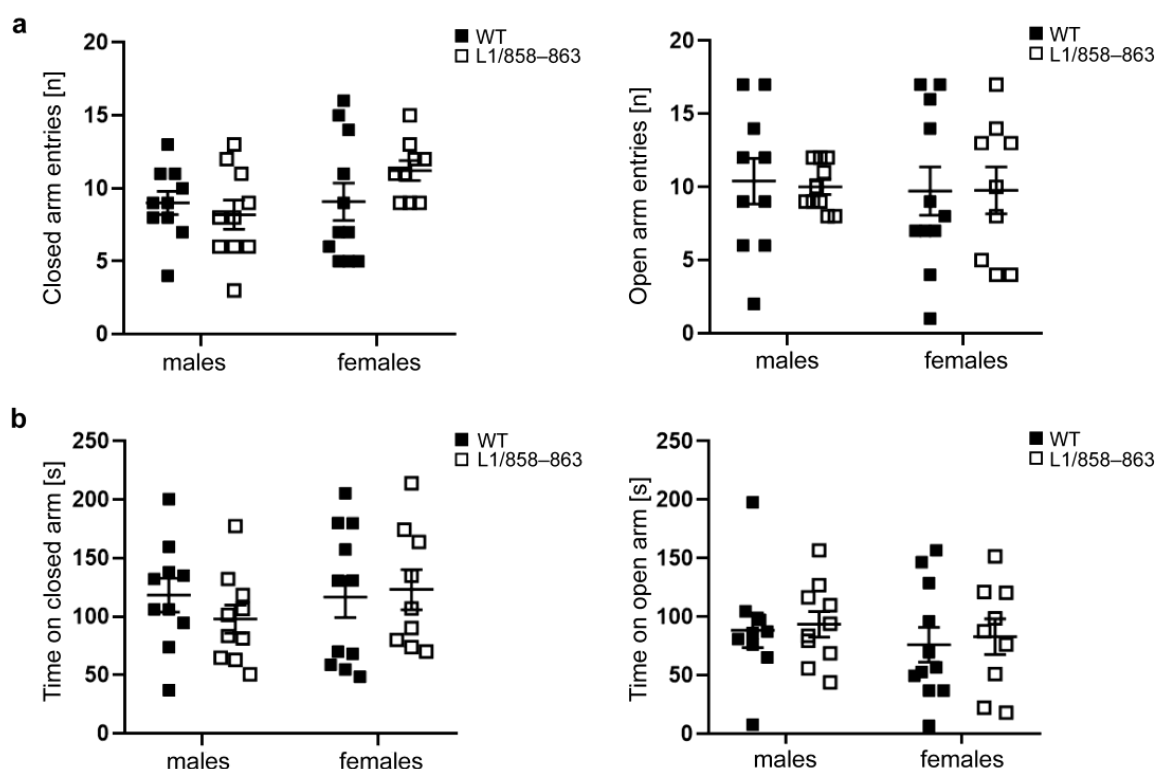 a
Closed arm entries [n]
20
15
10
5
0
males
females
WT
L1/858–863
Open arm entries [n]
20
15
10
5
0
males
females
WT
L1/858–863
b
Time on closed arm [s]
250
200
150
100
50
0
males
females
WT
L1/858–863
Time on open arm [s]
250
200
150
100
50
0
males
females
WT
L1/858–863